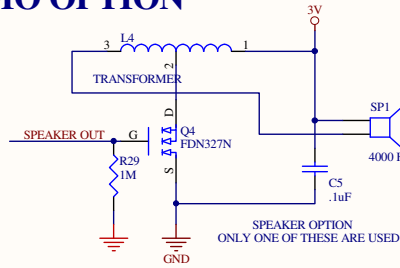 OPTION
3V
L4
3
1
2
TRANSFORMER
D
SP1
SPEAKER OUT
G
Q4
FDN327N
4000
R29
1M
S
C5
.1uF
SPEAKER OPTION
ONLY ONE OF THESE ARE USED
GND